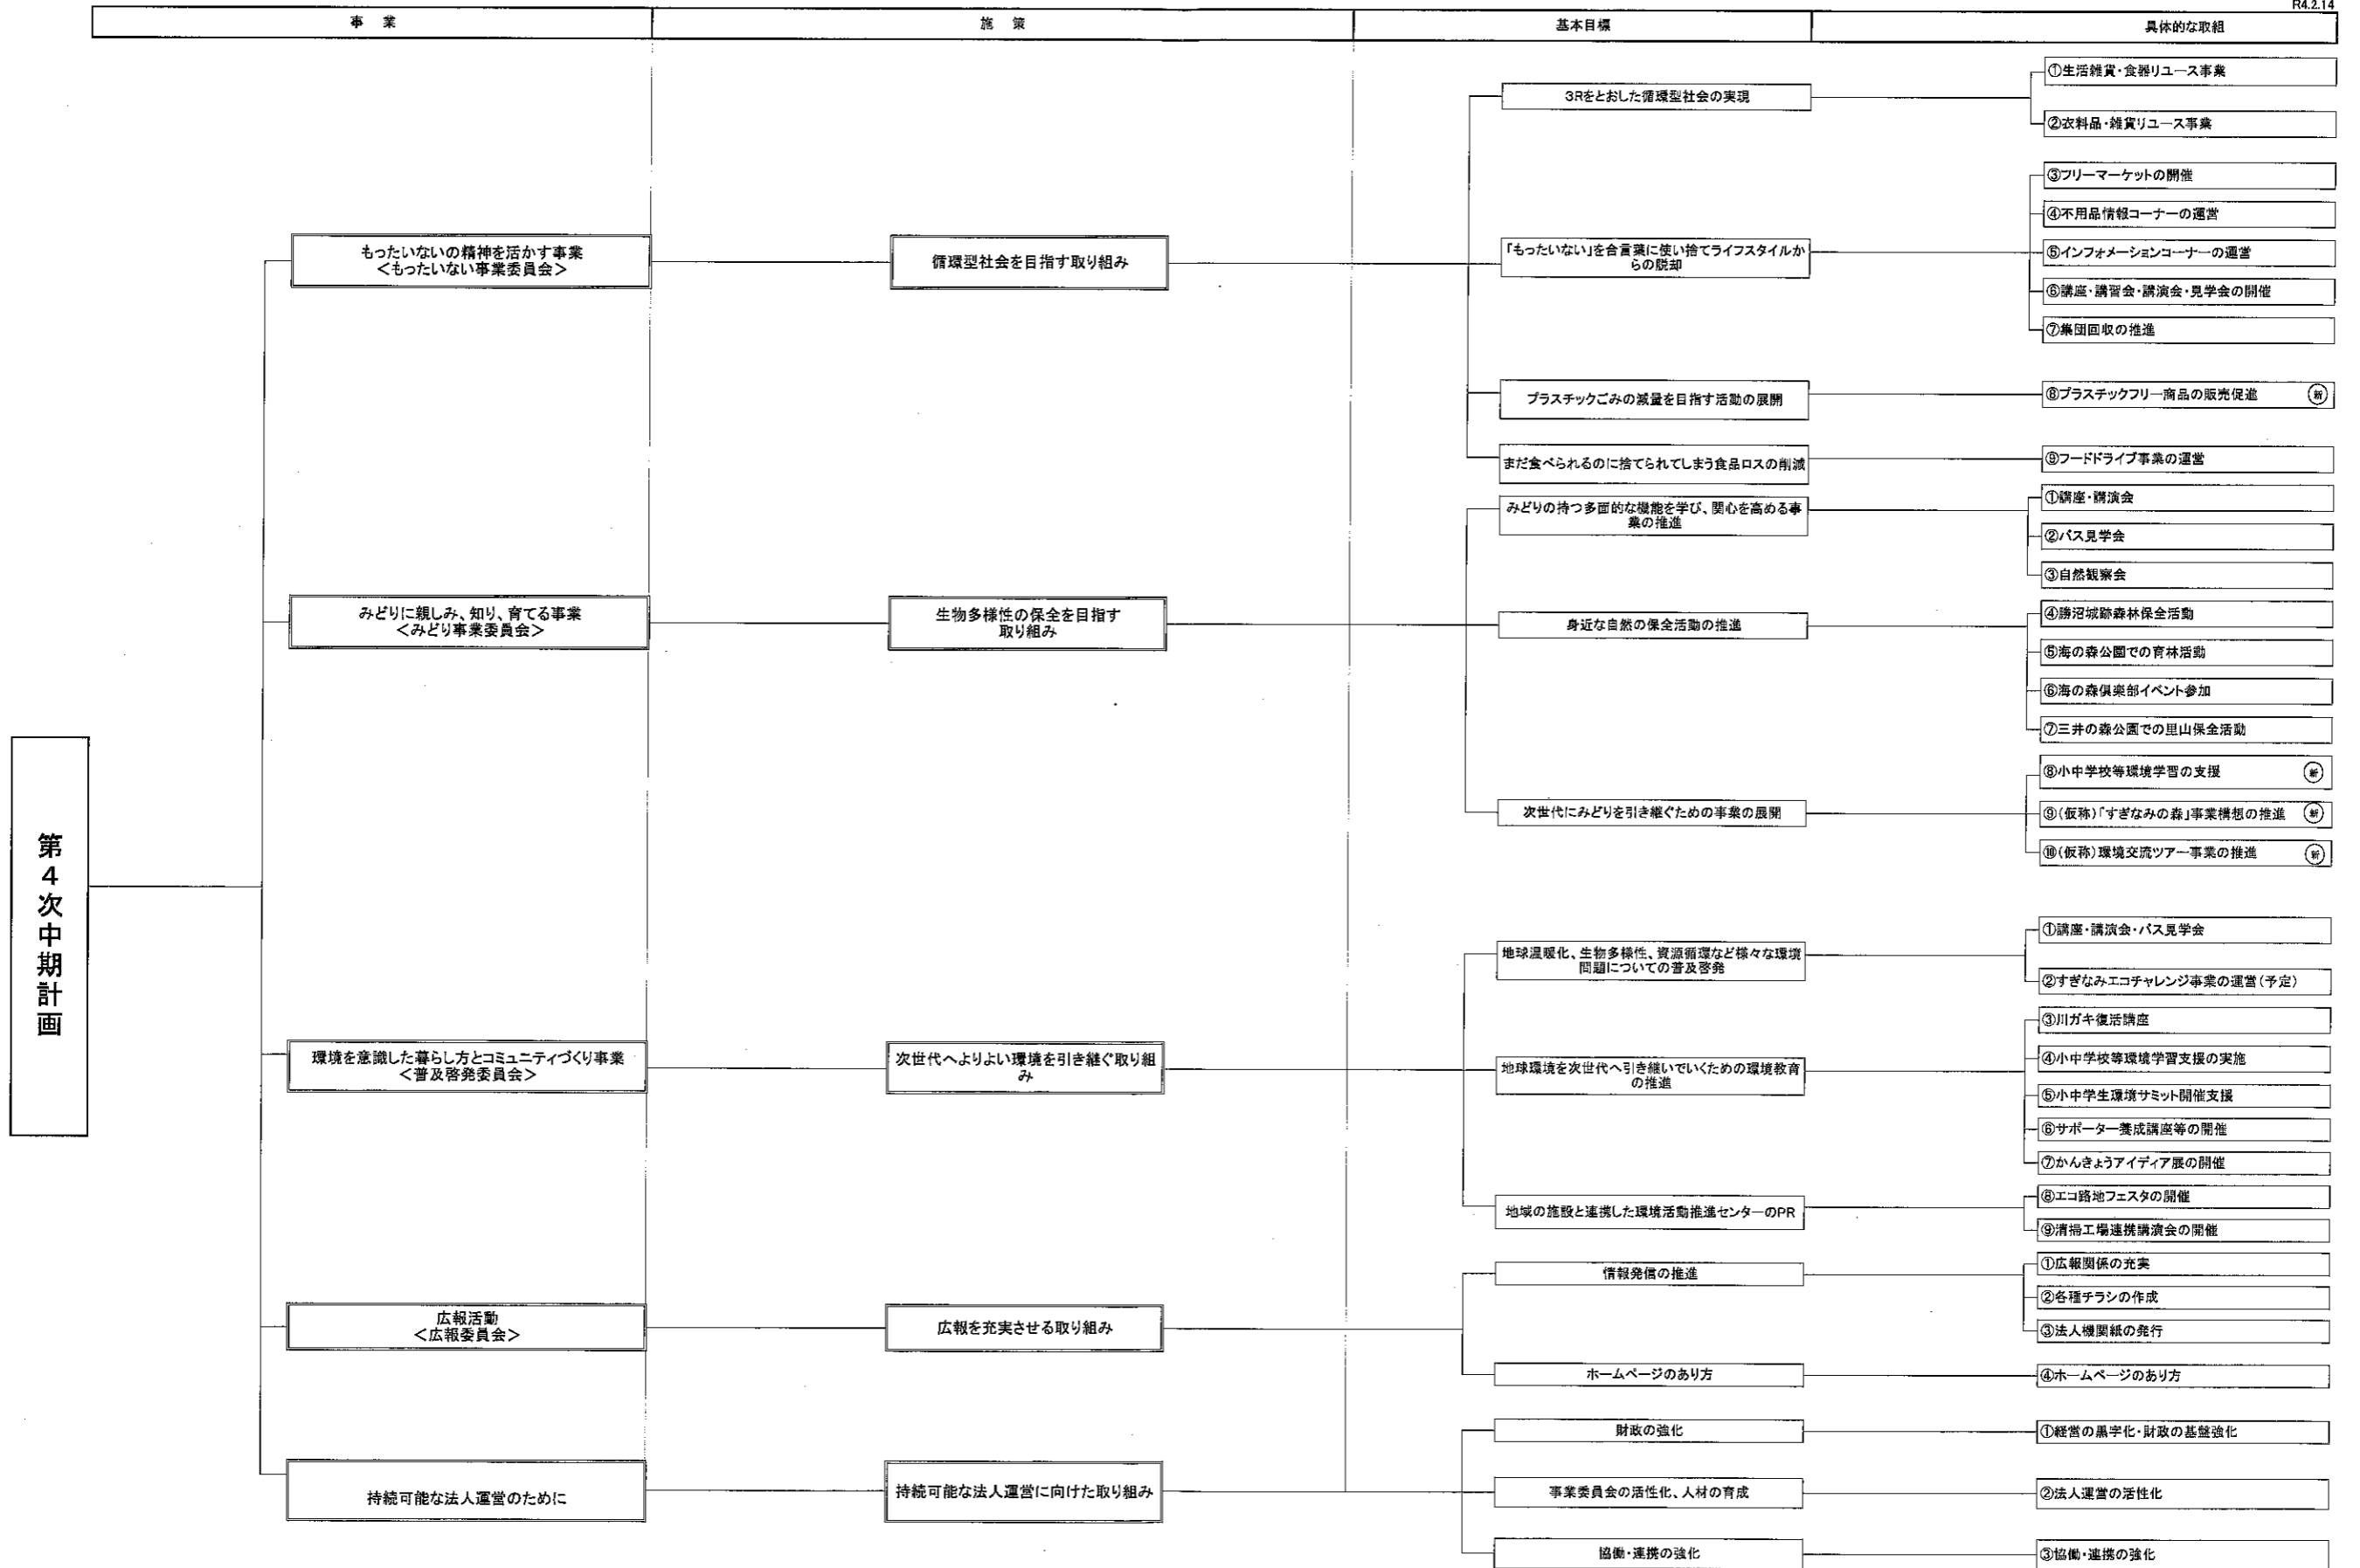 R4.2.14
事　業
施　策
基本目標
具体的な取組
第４次中期計画
もったいないの精神を活かす事業
＜もったいない事業委員会＞
循環型社会を目指す取り組み
3Rをとおした循環型社会の実現
①生活雑貨・食器リユース事業
②衣料品・雑貨リユース事業
「もったいない」を合言葉に使い捨てライフスタイルか
らの脱却
③フリーマーケットの開催
④不用品情報コーナーの運営
⑤インフォメーションコーナーの運営
⑥講座・講習会・講演会・見学会の開催
⑦集団回収の推進
プラスチックごみの減量を目指す活動の展開
⑧プラスチックフリー商品の販売促進　新
まだ食べられるのに捨てられてしまう食品ロスの削減
⑨フードドライブ事業の運営
みどりに親しみ、知り、育てる事業
＜みどり事業委員会＞
生物多様性の保全を目指す
取り組み
みどりの持つ多面的な機能を学び、関心を高める事
業の推進
①講座・講演会
②バス見学会
③自然観察会
身近な自然の保全活動の推進
④勝沼城跡森林保全活動
⑤海の森公園での育林活動
⑥海の森倶楽部イベント参加
⑦三井の森公園での里山保全活動
次世代にみどりを引き継ぐための事業の展開
⑧小中学校等環境学習の支援　新
⑨(仮称)「すぎなみの森」事業構想の推進　新
⑩(仮称)環境交流ツアー事業の推進　新
環境を意識した暮らし方とコミュニティづくり事業
＜普及啓発委員会＞
次世代へよりよい環境を引き継ぐ取り組
み
地球温暖化、生物多様性、資源循環など様々な環境
問題についての普及啓発
①講座・講演会・バス見学会
②すぎなみエコチャレンジ事業の運営(予定)
地球環境を次世代へ引き継いでいくための環境教育
の推進
③川ガキ復活講座
④小中学校等環境学習支援の実施
⑤小中学生環境サミット開催支援
⑥サポーター養成講座等の開催
⑦かんきょうアイディア展の開催
地域の施設と連携した環境活動推進センターのPR
⑧エコ路地フェスタの開催
⑨清掃工場連携講演会の開催
広報活動
＜広報委員会＞
広報を充実させる取り組み
情報発信の推進
①広報関係の充実
②各種チラシの作成
③法人機関紙の発行
ホームページのあり方
④ホームページのあり方
持続可能な法人運営のために
持続可能な法人運営に向けた取り組み
財政の強化
①経営の黒字化・財政の基盤強化
事業委員会の活性化、人材の育成
②法人運営の活性化
協働・連携の強化
③協働・連携の強化